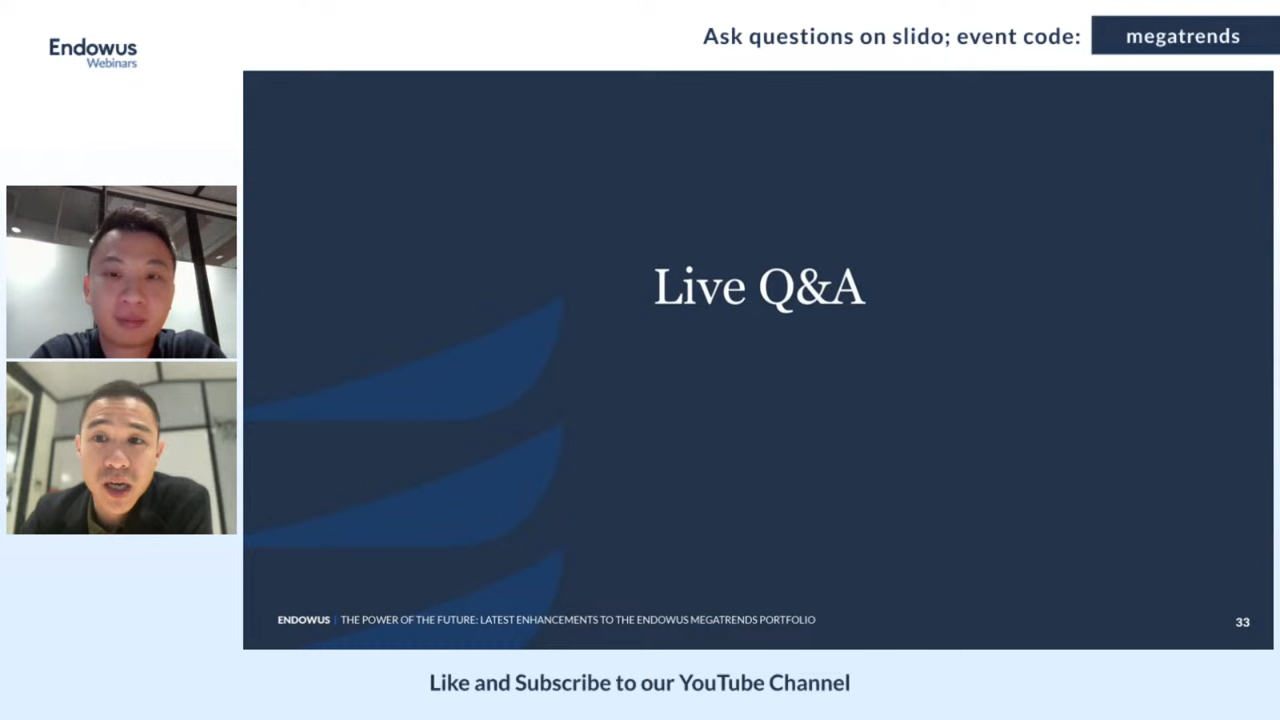 Endowus
Webinars
Ask questions on slido; event code: megatrends
Live Q&A
ENDOWUS | THE POWER OF THE FUTURE: LATEST ENHANCEMENTS TO THE ENDOWUS MEGATRENDS PORTFOLIO
33
Like and Subscribe to our YouTube Channel